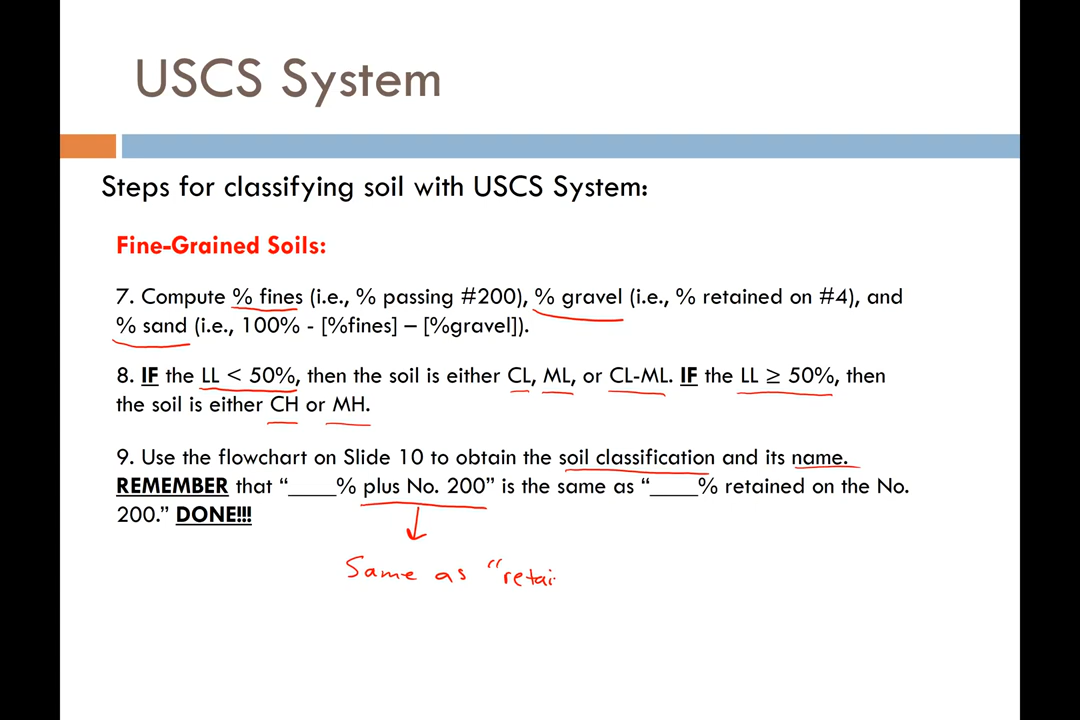 USCS System
Steps for classifying soil with USCS System:
Fine-Grained Soils:
7. Compute % fines (i.e., % passing #200), % gravel (i.e., % retained on #4), and
% sand (i.e., 100% - [%fines] – [%gravel]).
8. IF the LL < 50%, then the soil is either CL, ML, or CL-ML. IF the LL ≥ 50%, then
the soil is either CH or MH.
9. Use the flowchart on Slide 10 to obtain the soil classification and its name.
REMEMBER that “____% plus No. 200” is the same as “____% retained on the No.
200.” DONE!!!
Same as “retai